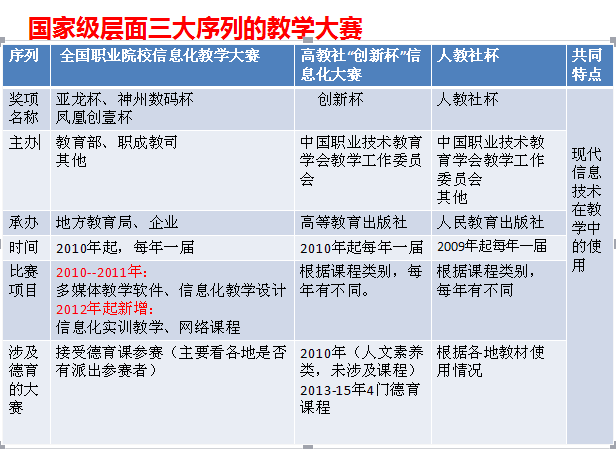 国家级层面三大序列的教学大赛
序列
全国职业院校信息化教学大赛
高教社“创新杯”信
息化大赛
人教社杯
共同
特点
奖项
名称
亚龙杯、神州数码杯
凤凰创壹杯
创新杯
人教社杯
主办
教育部、职成教司
其他
中国职业技术教育
学会教学工作委员
会
中国职业技术教
育学会教学工作
委员会
其他
现代
信息
技术
在教
学中
的使
用
承办
地方教育局、企业
高等教育出版社
人民教育出版社
时间
2010年起，每年一届
2010年起每年一届
2009年起每年一届
比赛
项目
2010--2011年：
多媒体教学软件、信息化教学设计
2012年起新增：
信息化实训教学、网络课程
根据课程类别，每
年有不同。
根据课程类别，
每年有不同
涉及
德育
的大
赛
接受德育课参赛（主要看各地是否
有派出参赛者）
2010年（人文素养
类，未涉及课程）
2013-15年4门德育
课程
根据各地教材使
用情况